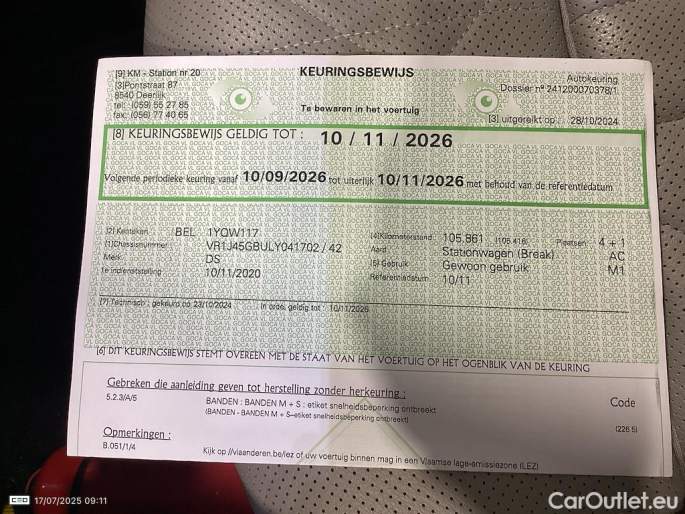 [9] KM - Station nr.20
[3]Pontstraat 87
8540 Deerlijk
tel: (056) 55 27 85
fax: (056) 77 40 65
KEURINGSBEWIJS
Te bewaren in het voertuig
Autokeuring
Dossier n° 241200070378/1
[3] uitgereikt op : 28/10/2024
[8] KEURINGSBEWIJS GELDIG TOT : 10 / 11 / 2026
Volgende periodieke keuring vanaf 10/09/2026 tot uiterlijk 10/11/2026 met behoud van de referentiedatum
[2] Kenteken BEL 1YQW117
[1]Chassisnummer : VR1J45GBULY041702 / 42
Merk DS
1e indienststelling 10/11/2020
[4]Kilometerstand 105.861 (105.416) Plaatsen 4 + 1
Aard Stationwagen (Break) AC
[5] Gebruik Gewoon gebruik M1
Referentiedatum 10/11
[7] Technisch : gekeurd op 23/10/2024 In orde, geldig tot 10/11/2026
[6] DIT KEURINGSBEWIJS STEMT OVEREEN MET DE STAAT VAN HET VOERTUIG OP HET OGENBLIK VAN DE KEURING
Gebreken die aanleiding geven tot herstelling zonder herkeuring :
Code
5.2.3/A/5 BANDEN : BANDEN M + S : etiket snelheidsbeperking ontbreekt
(BANDEN - BANDEN M + S-etiket snelheidsbeperking ontbreekt) (226 5)
Opmerkingen :
8.051/1/4 Kijk op //vlaanderen.be/lez of uw voertuig binnen mag in een Vlaamse lage-emissiezone (LEZ)
17/07/2025 09:11
CarOutlet.eu